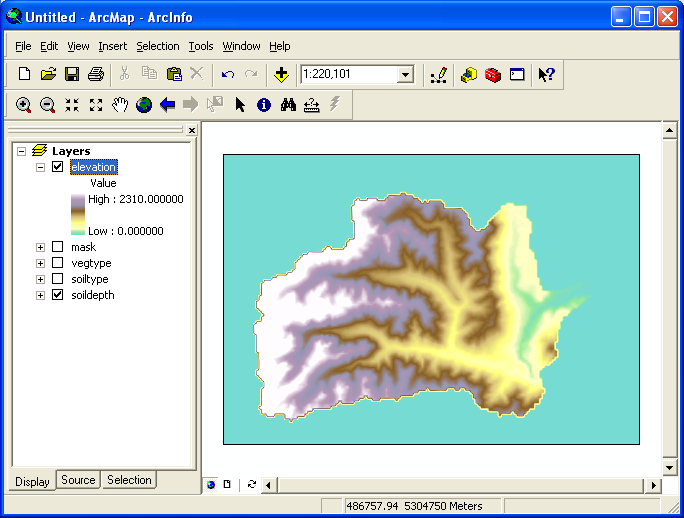 Untitled - ArcMap - ArcInfo
File Edit View Insert Selection Tools Window Help
1:220,101
Layers
elevation
Value
High : 2310.000000
Low : 0.000000
mask
vegtype
soiltype
soildepth
Display Source Selection
486757.94 5304750 Meters